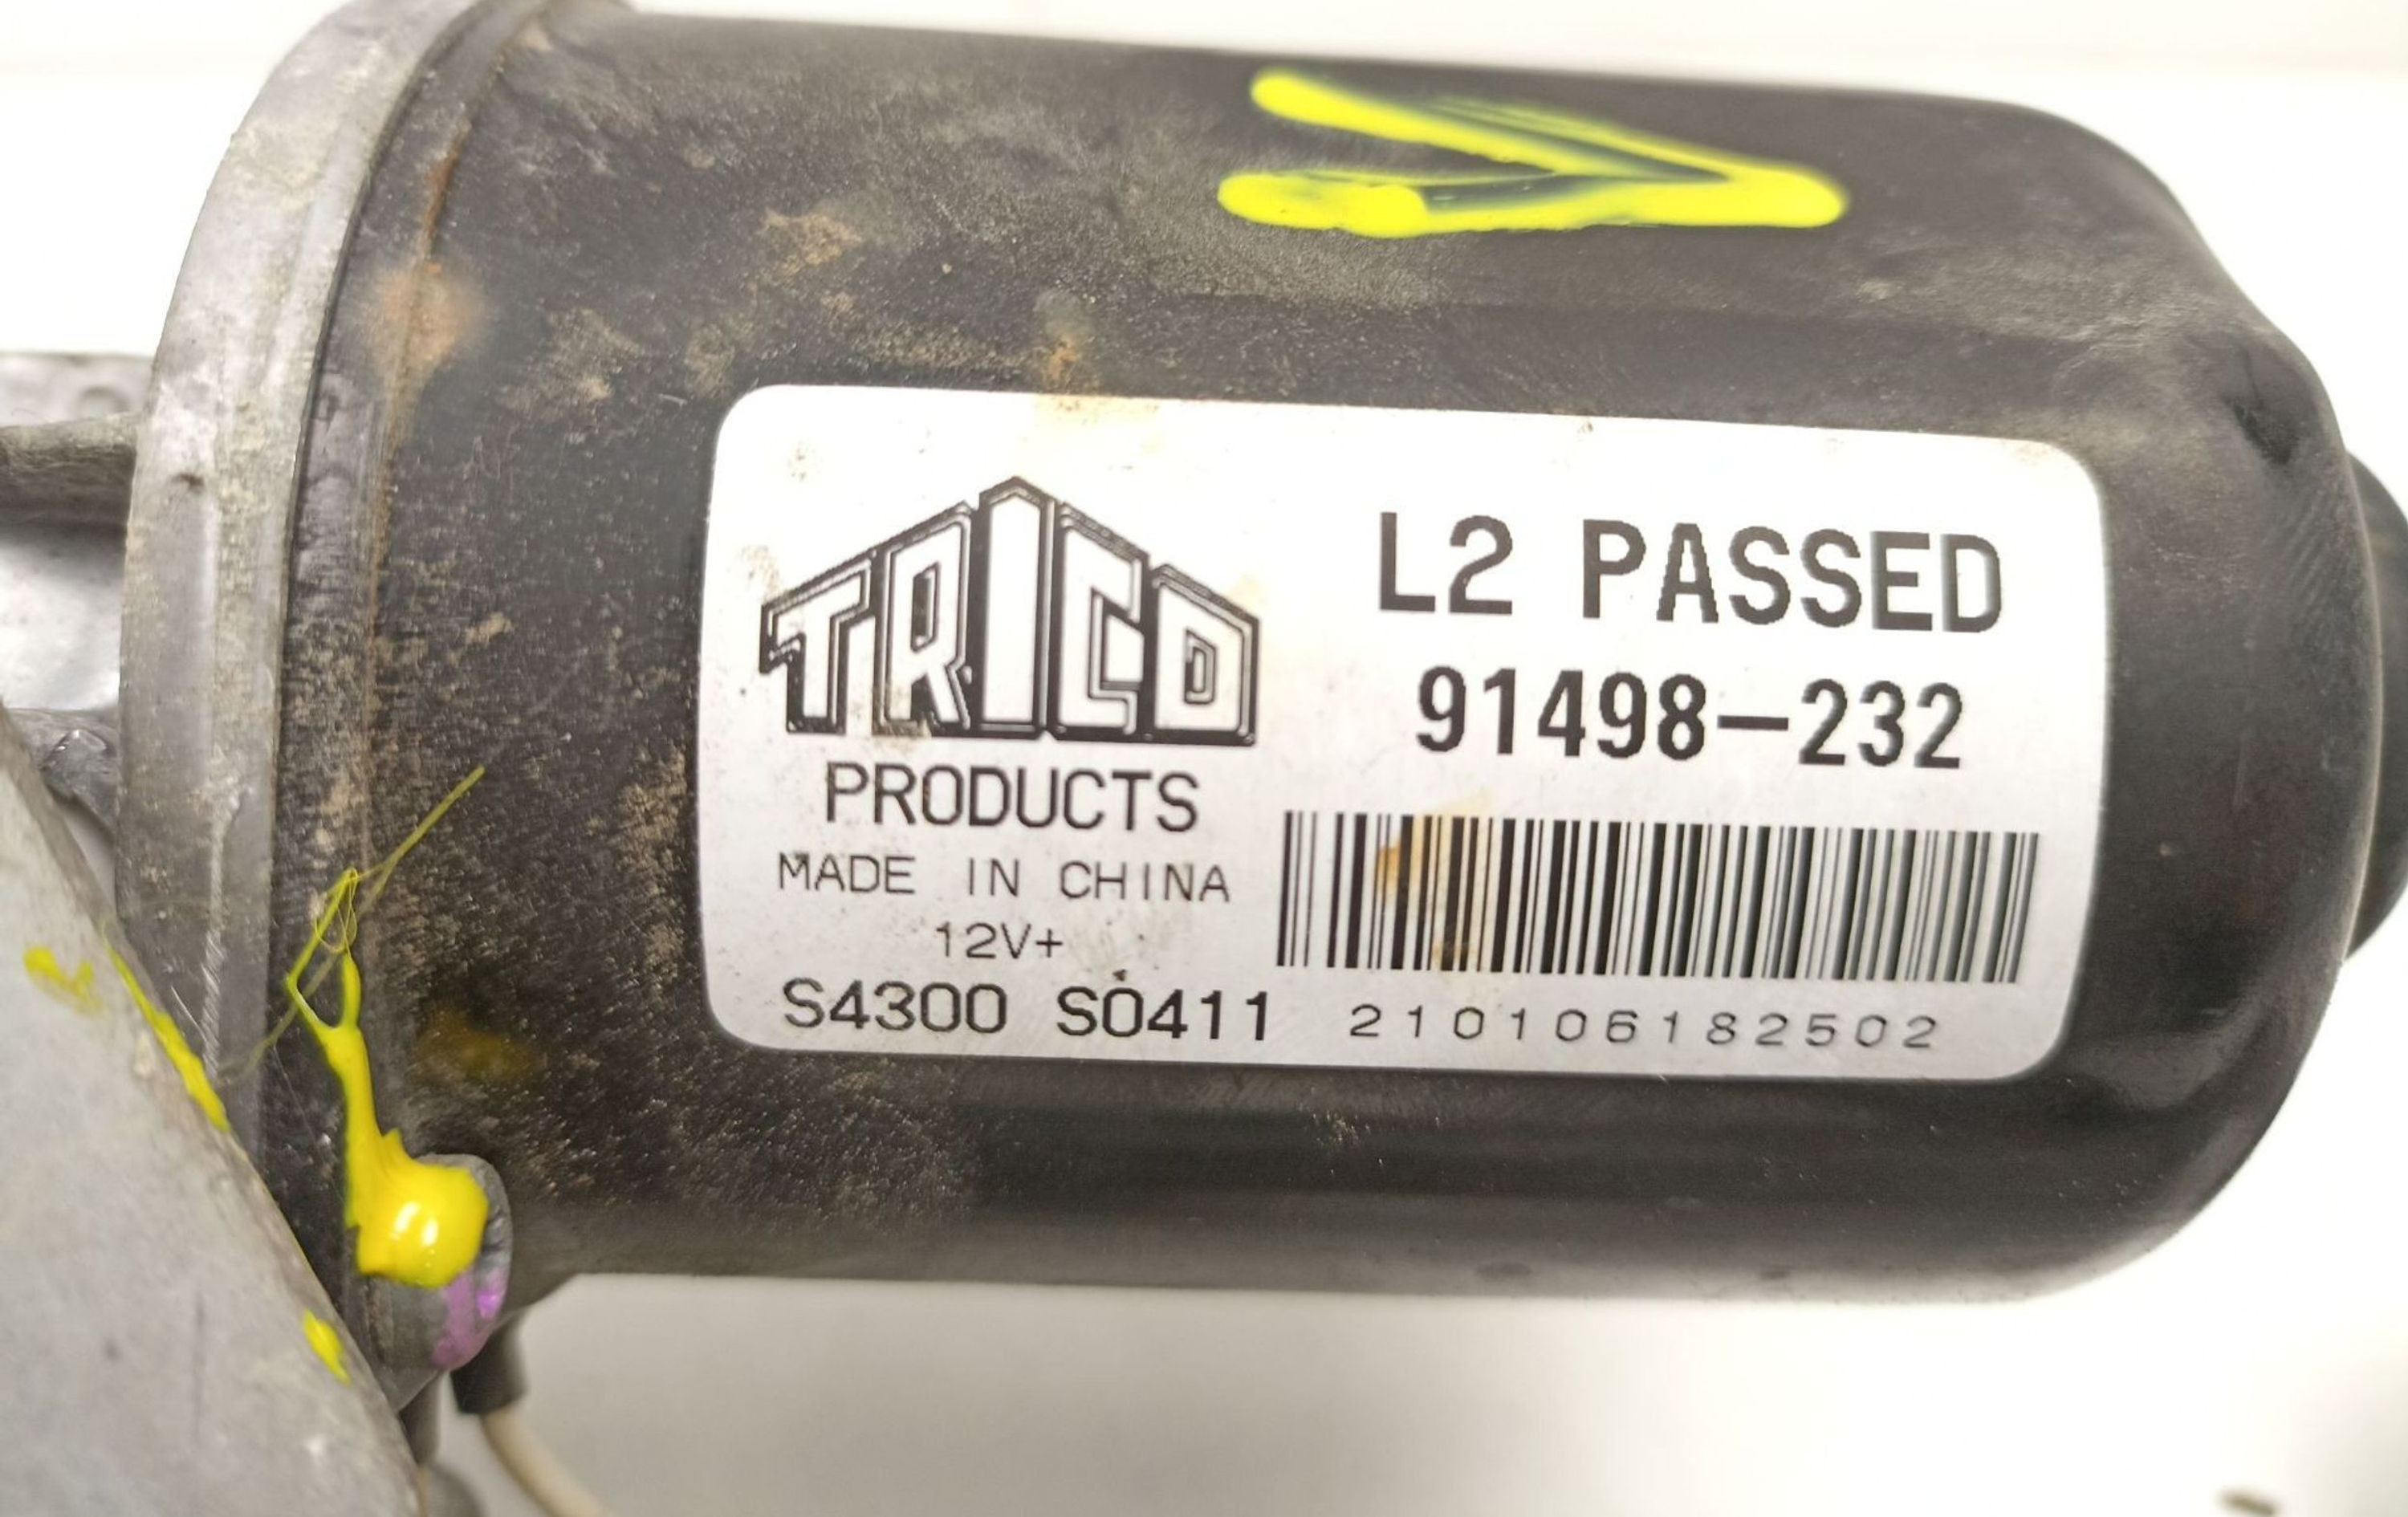 TRICO
PRODUCTS
MADE IN CHINA
12V+
S4300 S0411
L2 PASSED
91498-232
210106182502